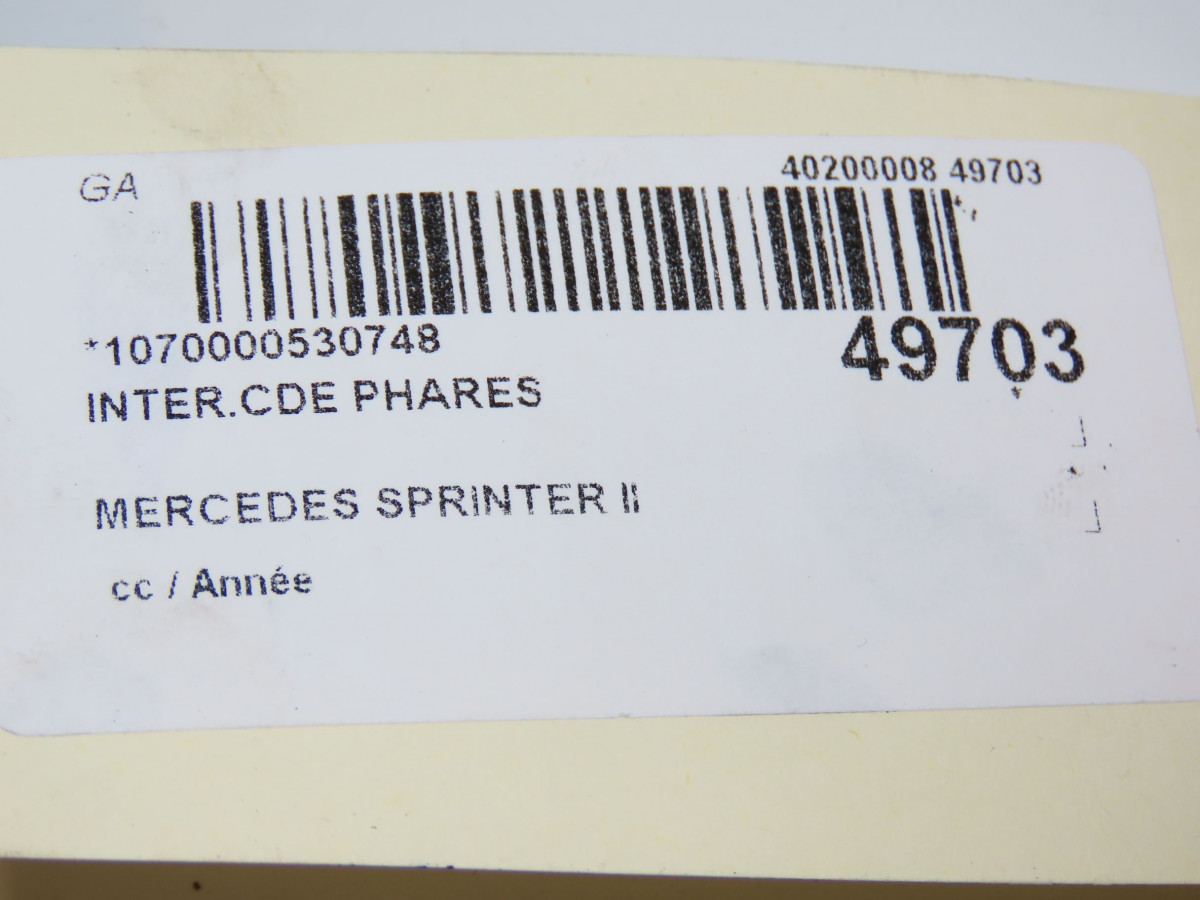 GA
40200008 49703
*1070000530748
49703
INTER.CDE PHARES
MERCEDES SPRINTER II
cc / Année